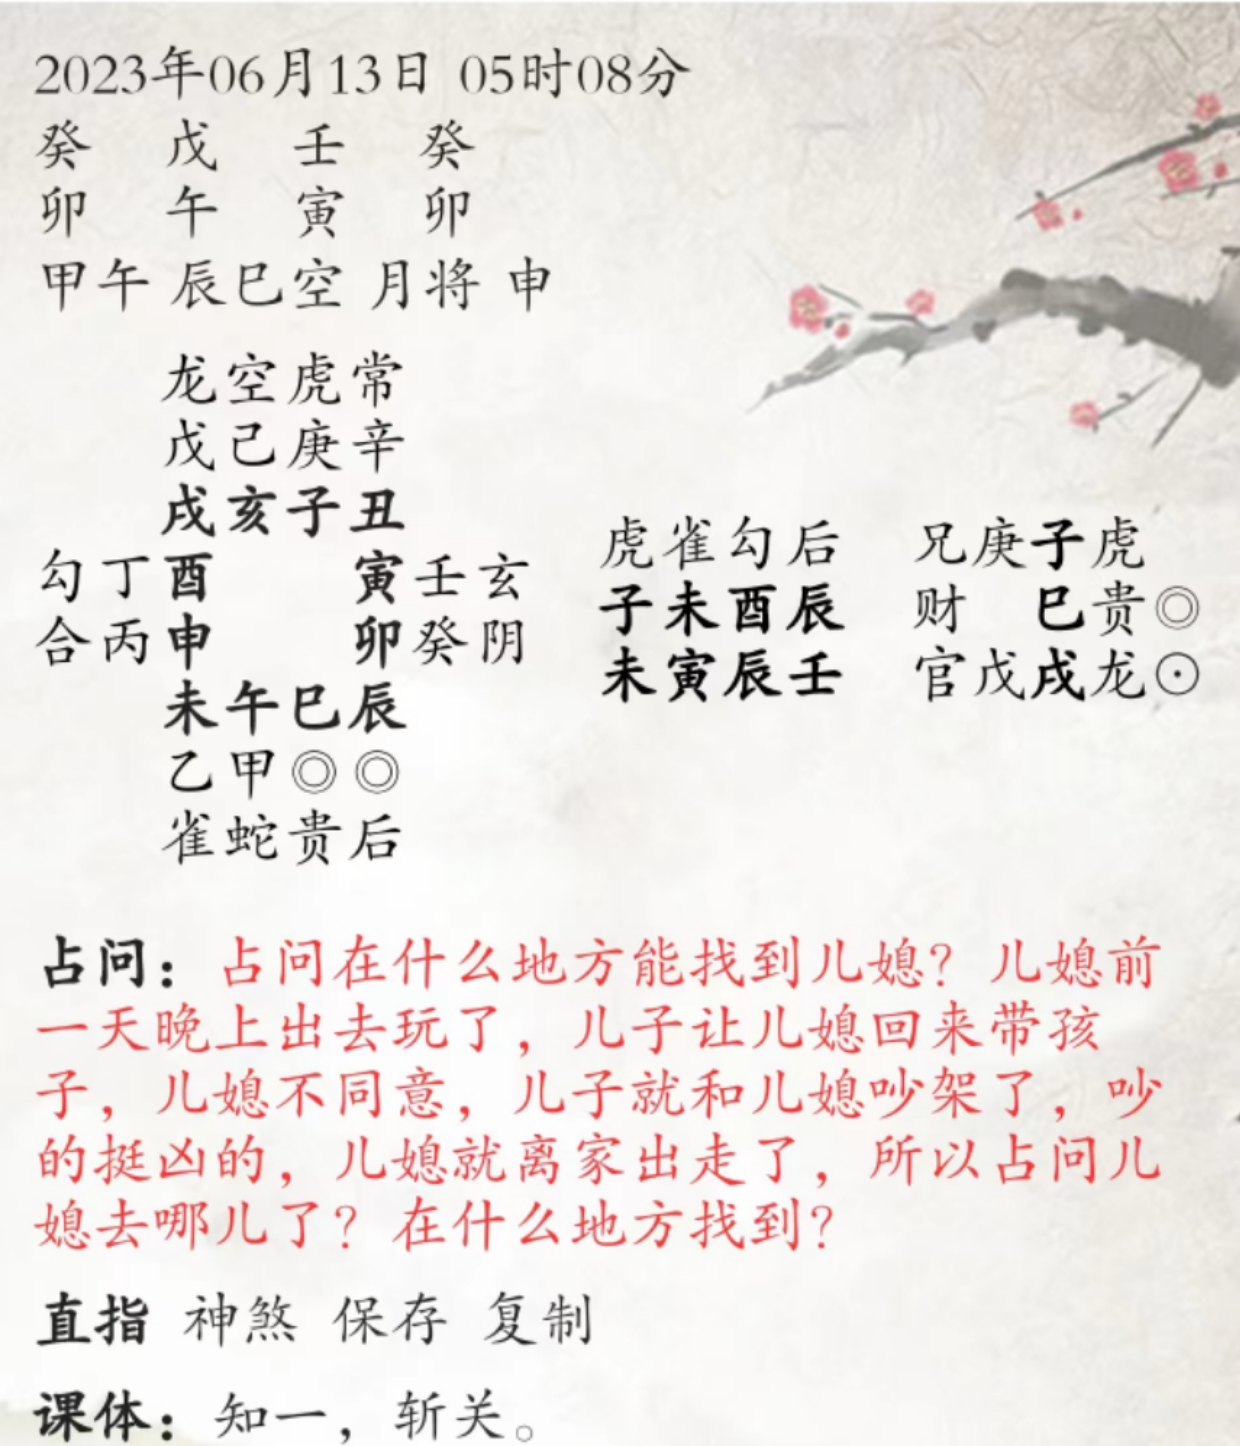 2023年06月13日 05时08分
癸 戊 壬 癸
卯 午 寅 卯
甲午 辰巳空 月将 申
龙空虎常
戊己庚辛
戌亥子丑
勾丁酉 寅壬玄
合丙申 卯癸阴
未午巳辰
乙甲◎◎
雀蛇贵后
虎雀勾后 兄庚子虎
子未酉辰 财 巳贵◎
未寅辰壬 官戊戌龙⊙
占问：占问在什么地方能找到儿媳？儿媳前
一天晚上出去玩了，儿子让儿媳回来带孩
子，儿媳不同意，儿子就和儿媳吵架了，吵
的挺凶的，儿媳就离家出走了，所以占问儿
媳去哪儿了？在什么地方找到？
直指 神煞 保存 复制
课体：知一，斩关。